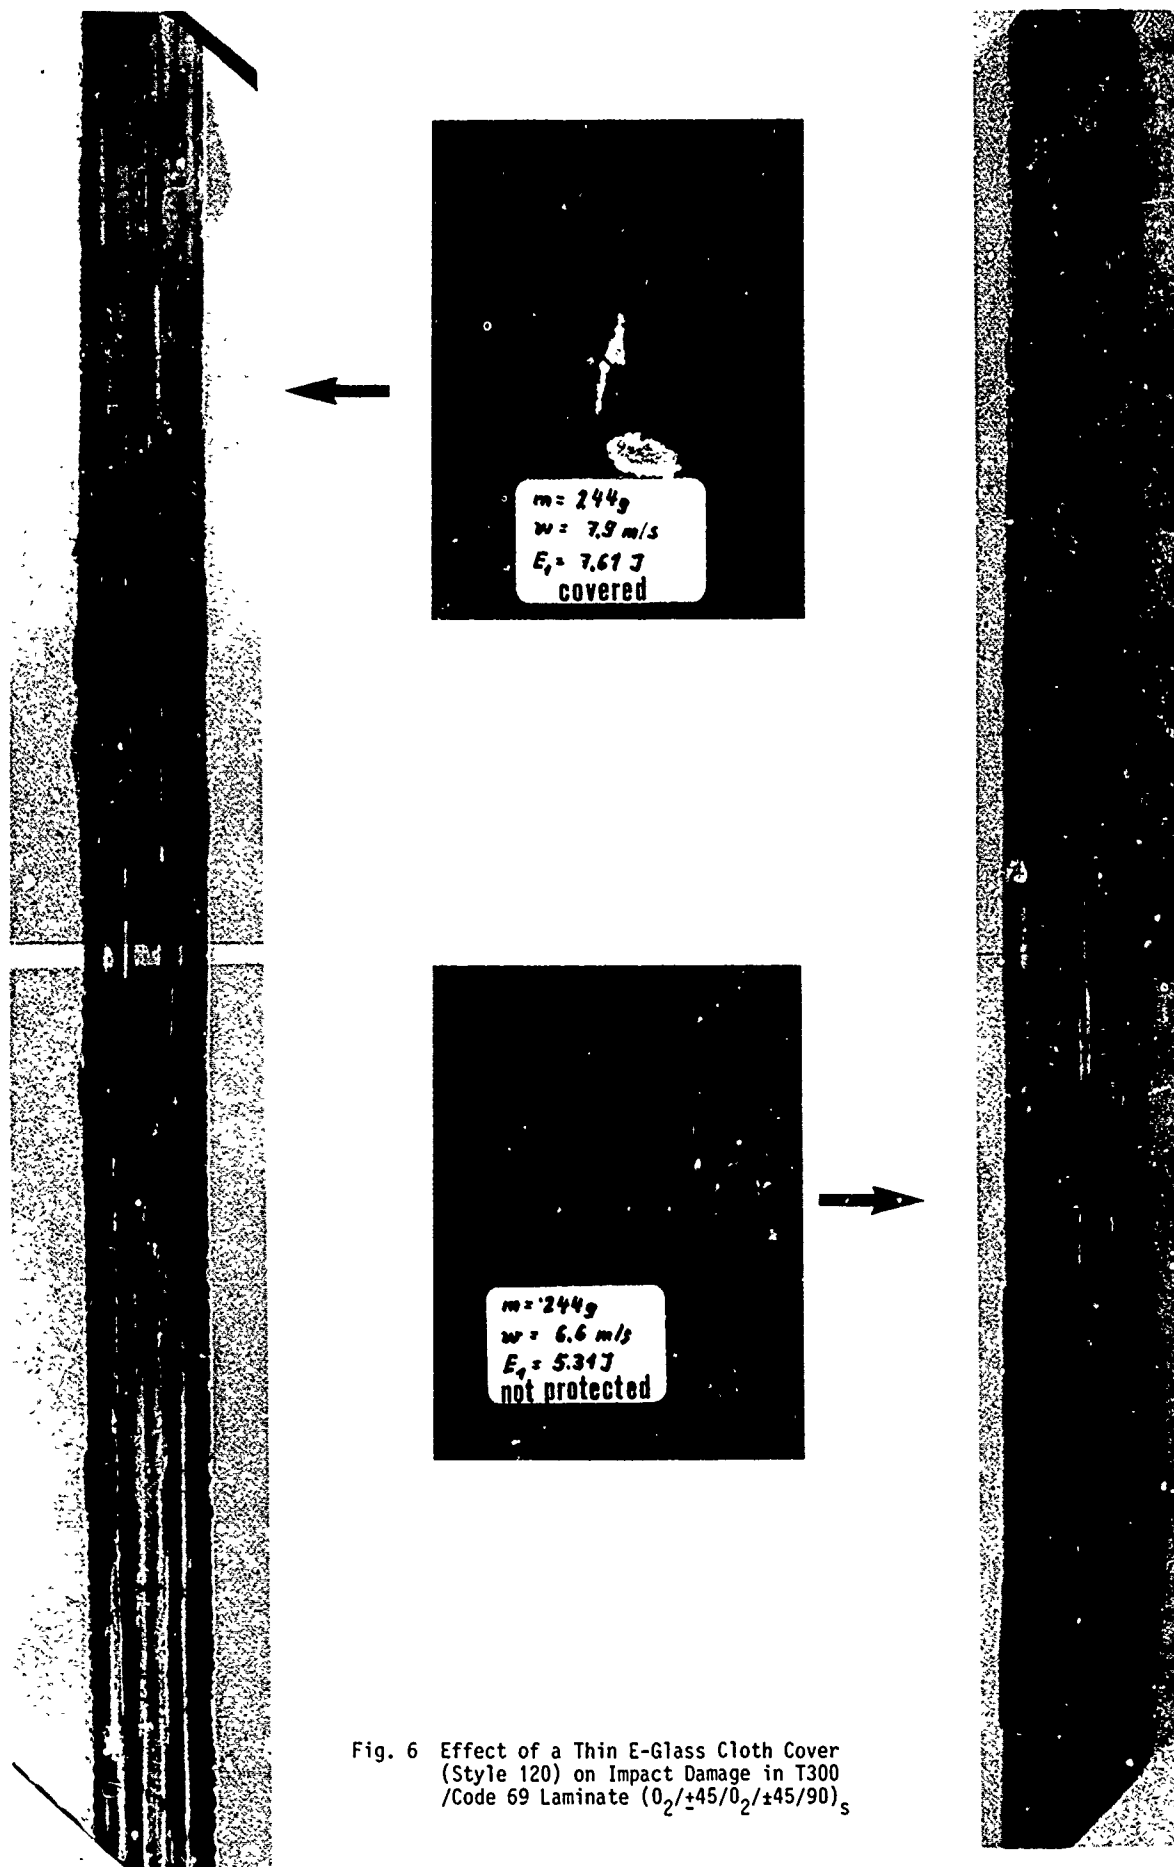 m = 244g
w = 7,9 m/s
E₁ = 7.61 J
covered
m = 244g
w = 6,6 m/s
E₁ = 5.31 J
not protected
Fig. 6 Effect of a Thin E-Glass Cloth Cover
(Style 120) on Impact Damage in T300
/Code 69 Laminate (0₂/±45/0₂/±45/90)ₛ